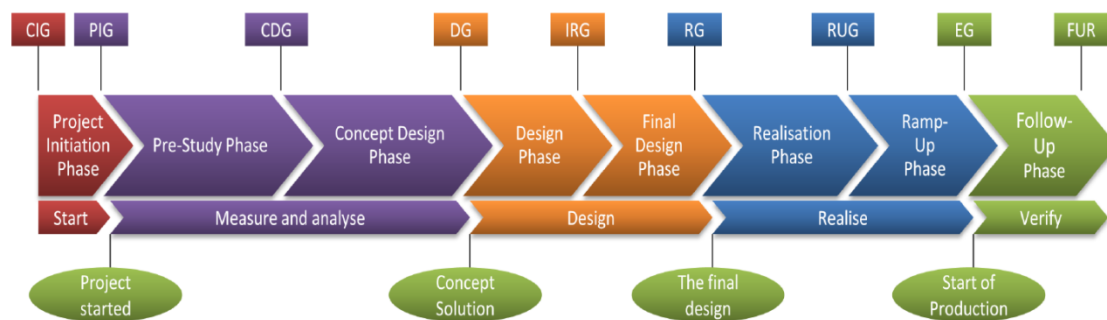 CIG
PIG
CDG
DG
IRG
RG
RUG
EG
FUR
Project
Initiation
Phase
Pre-Study Phase
Concept Design
Phase
Design
Phase
Final
Design
Phase
Realisation
Phase
Ramp-
Up
Phase
Follow-
Up
Phase
Start
Measure and analyse
Design
Realise
Verify
Project
started
Concept
Solution
The final
design
Start of
Production